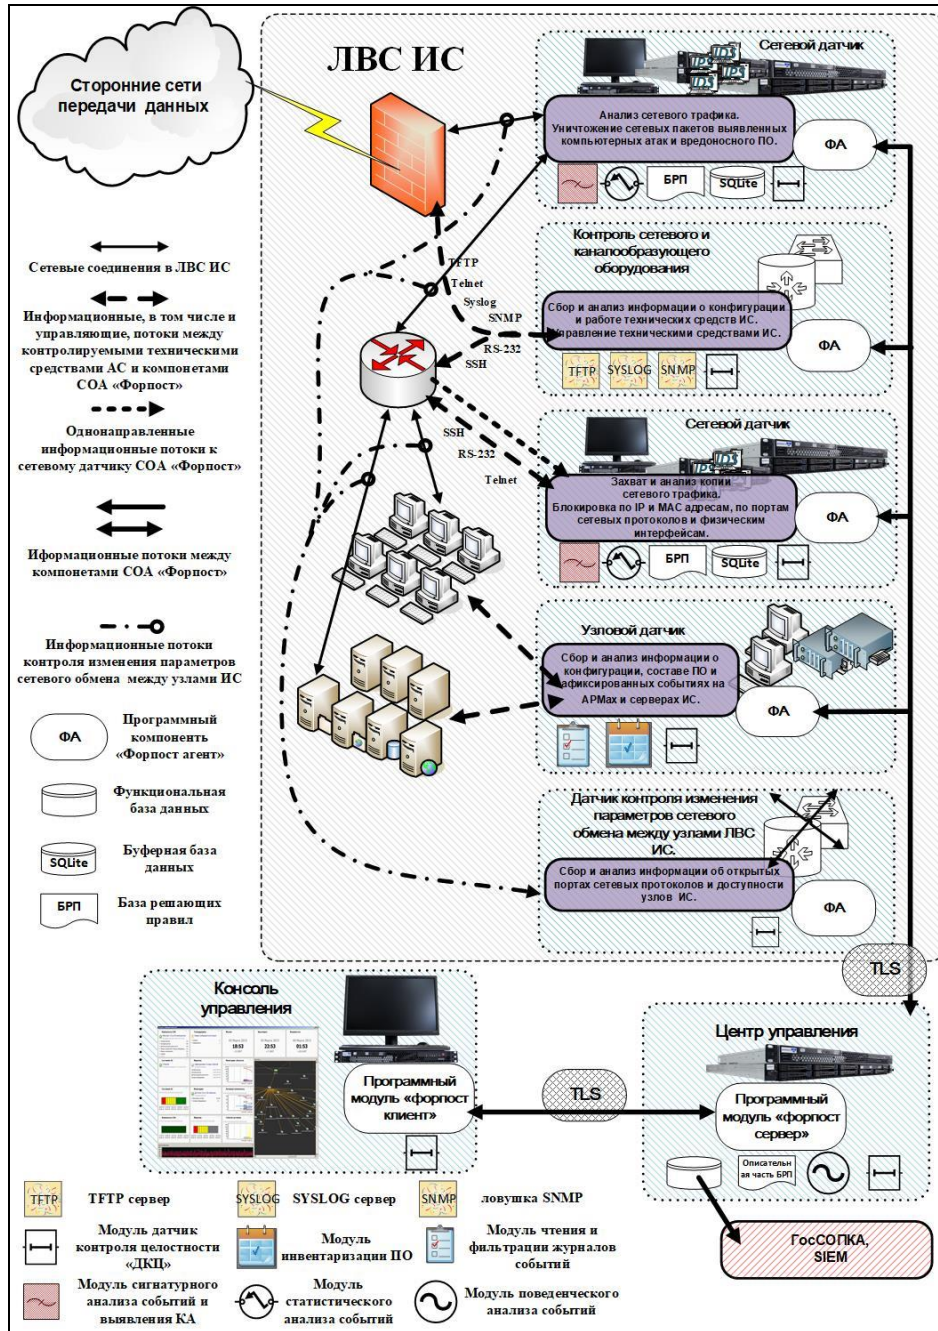 Сторонние сети
передачи данных
ЛВС ИС
Сетевой датчик
Анализ сетевого трафика.
Уничтожение сетевых пакетов выявленных
компьютерных атак и вредоносного ПО.
ФА
БРП
SQLite
Сетевые соединения в ЛВС ИС
Информационные, в том числе и
управляющие, потоки между
контролируемыми техническими
средствами АС и компонетами
СОА «Форпост»
Однонаправленные
информационные потоки к
сетевому датчику СОА «Форпост»
Иформационные потоки между
компонетами СОА «Форпост»
Информационные потоки
контроля изменения параметров
сетевого обмена между узлами ИС
ФА
Программный
компоненть
«Форпост агент»
Функциональная
база данных
SQLite
Буферная база
данных
БРП
База решающих
правил
TFTP
Telnet
Syslog
SNMP
RS-232
SSH
Контроль сетевого и
каналообразующего
оборудования
Сбор и анализ информации о конфигурации
и работе технических средств ИС.
Управление техническими средствами ИС.
ФА
TFTP
SYSLOG
SNMP
SSH
RS-232
Telnet
Сетевой датчик
Захват и анализ копии
сетевого трафика.
Блокировка по IP и MAC адресам, по портам
сетевых протоколов и физическим
интерфейсам.
ФА
БРП
SQLite
Узловой датчик
Сбор и анализ информации о
конфигурации, составе ПО и
афиксированных событиях на
АРМах и серверах ИС.
ФА
Датчик контроля изменения
параметров сетевого
обмена между узлами ЛВС
ИС.
Сбор и анализ информации об открытых
портах сетевых протоколов и доступности
узлов ИС.
ФА
TLS
Консоль
управления
Программный
модуль «форпост
клиент»
TLS
Центр управления
Программный
модуль «форпост
сервер»
Описательн
ая часть БРП
ГосСОПКА,
SIEM
TFTP
TFTP сервер
SYSLOG
SYSLOG сервер
SNMP
ловушка SNMP
Модуль датчик
контроля целостности
«ДКЦ»
Модуль
инвентаризации ПО
Модуль чтения и
фильтрации журналов
событий
Модуль сигнатурного
анализа событий и
выявления КА
Модуль
статистического
анализа событий
Модуль поведенческого
анализа событий